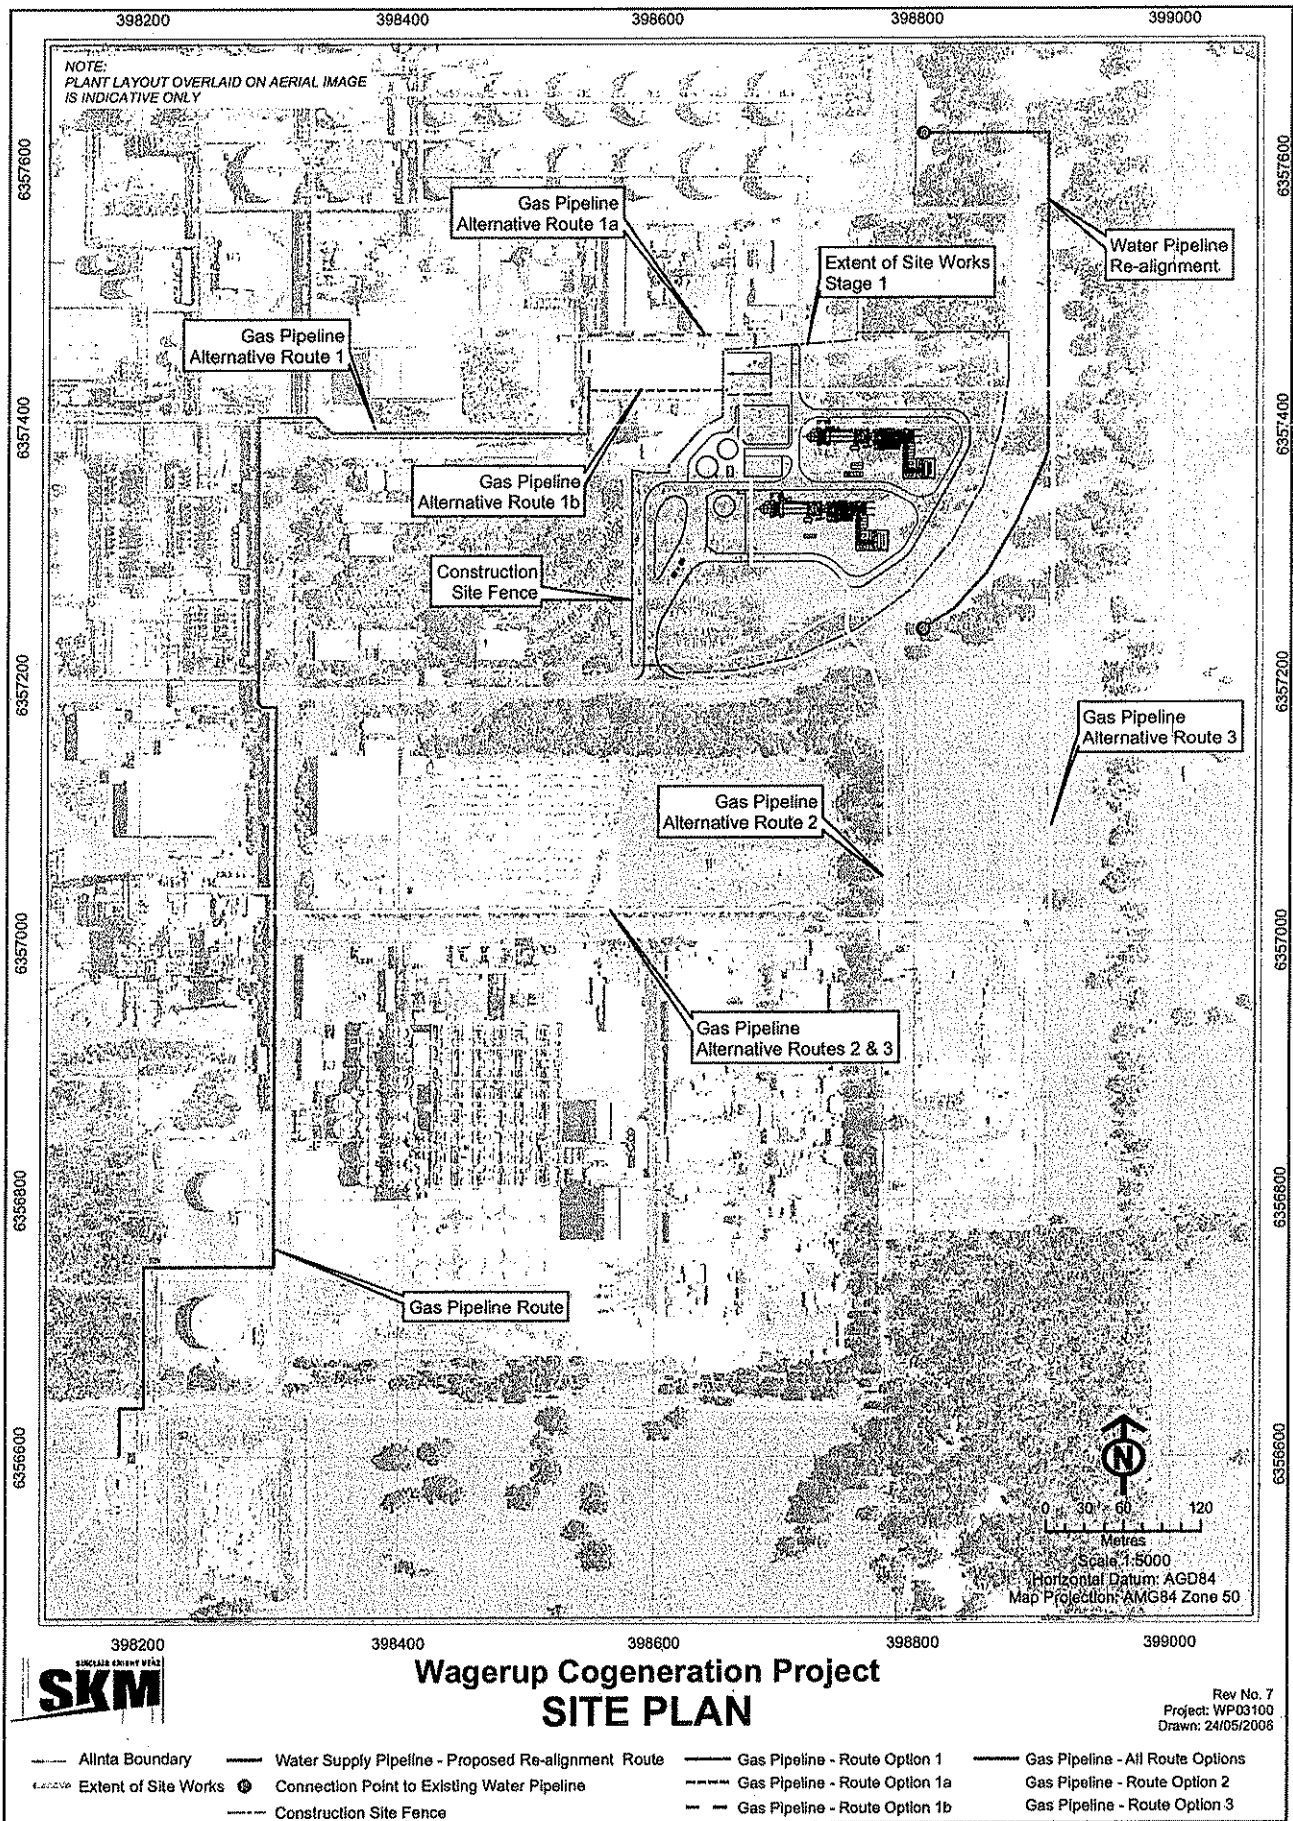 398200 398400 398600 398800 399000
NOTE:
PLANT LAYOUT OVERLAID ON AERIAL IMAGE
IS INDICATIVE ONLY
6357600
6357600
Gas Pipeline
Alternative Route 1a
Water Pipeline
Re-alignment
Extent of Site Works
Stage 1
Gas Pipeline
Alternative Route 1
6357400
6357400
Gas Pipeline
Alternative Route 1b
Construction
Site Fence
6357200
6357200
Gas Pipeline
Alternative Route 3
Gas Pipeline
Alternative Route 2
6357000
6357000
Gas Pipeline
Alternative Routes 2 & 3
6356800
6356800
Gas Pipeline Route
6356600
6356600
N
0 30 60 120
Metres
Scale 1:5000
Horizontal Datum: AGD84
Map Projection: AMG84 Zone 50
398200 398400 398600 398800 399000
SINCLAIR KNIGHT MERZ
SKM
Wagerup Cogeneration Project
SITE PLAN
Rev No. 7
Project: WP03100
Drawn: 24/05/2006
Alinta Boundary
Extent of Site Works
Water Supply Pipeline - Proposed Re-alignment Route
Connection Point to Existing Water Pipeline
Construction Site Fence
Gas Pipeline - Route Option 1
Gas Pipeline - Route Option 1a
Gas Pipeline - Route Option 1b
Gas Pipeline - All Route Options
Gas Pipeline - Route Option 2
Gas Pipeline - Route Option 3